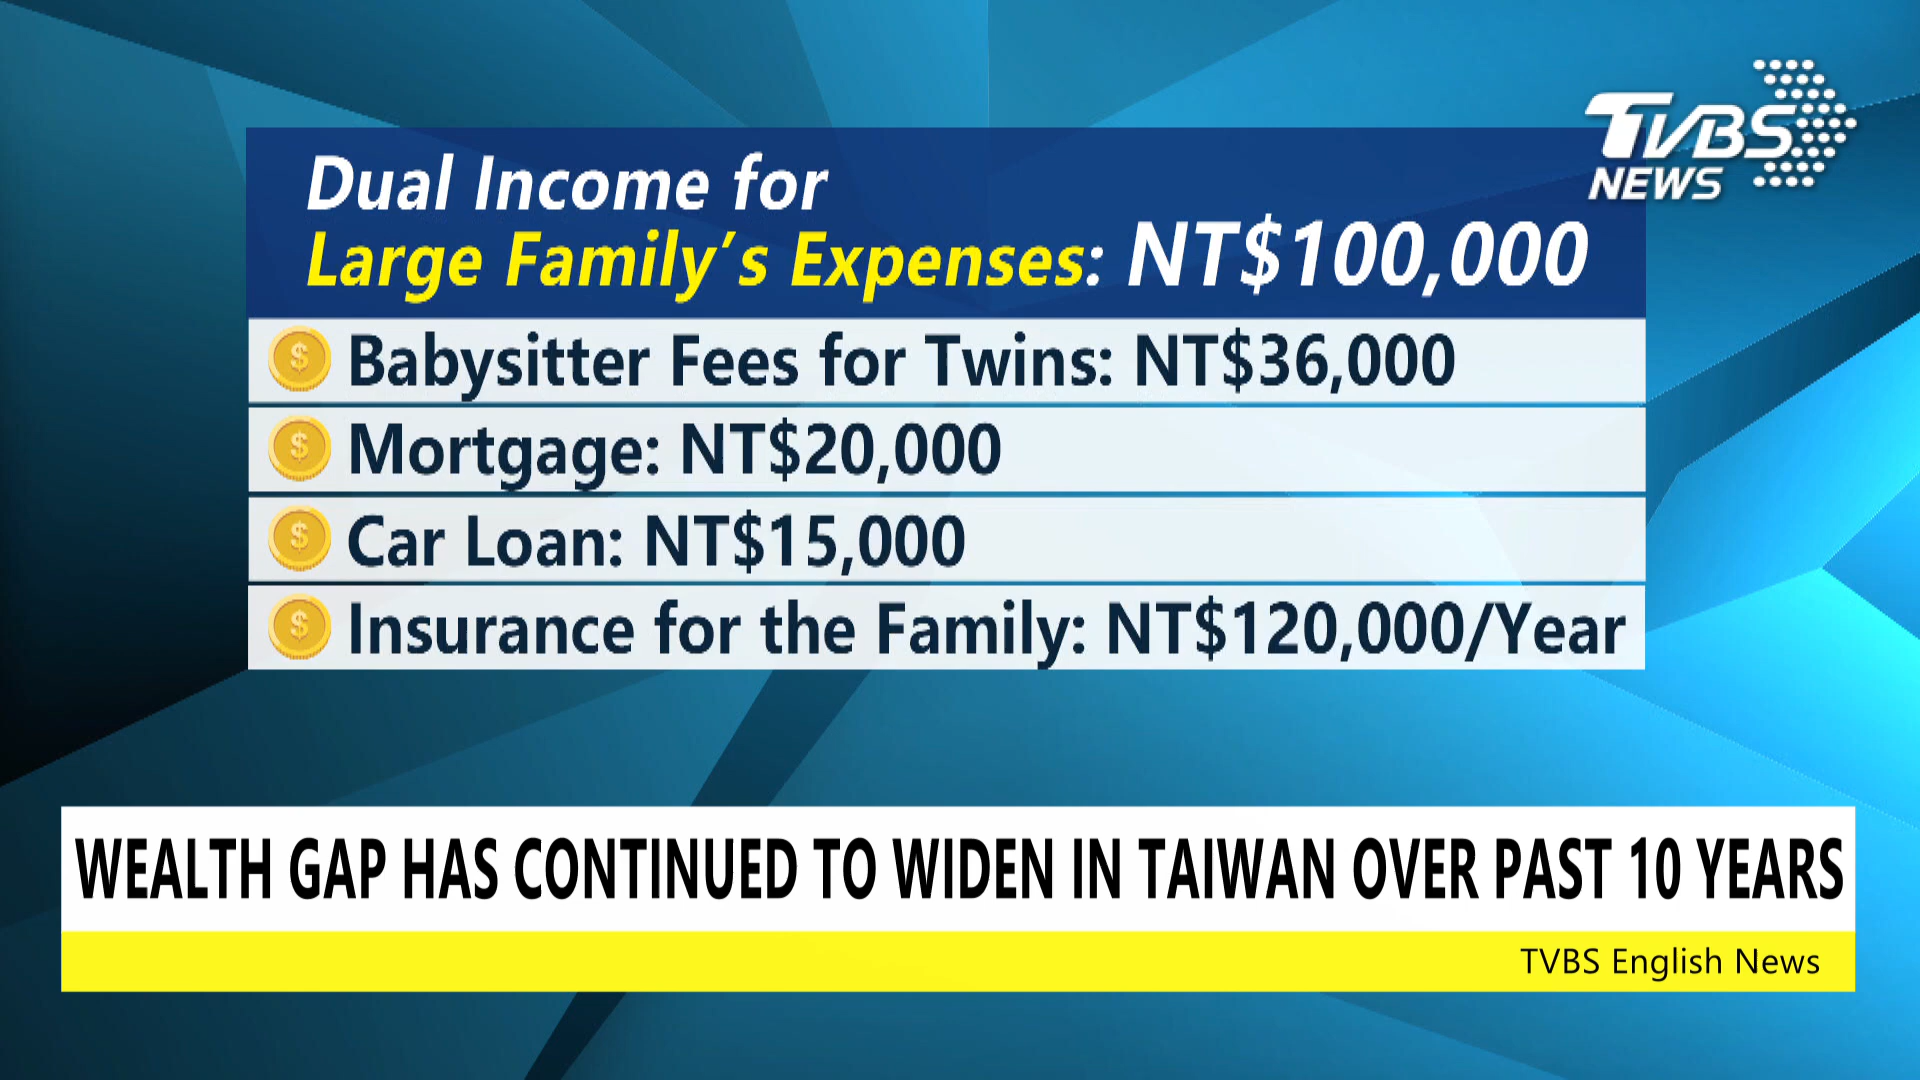 TVBS
NEWS
Dual Income for
Large Family's Expenses: NT$100,000
$ Babysitter Fees for Twins: NT$36,000
$ Mortgage: NT$20,000
$ Car Loan: NT$15,000
$ Insurance for the Family: NT$120,000/Year
WEALTH GAP HAS CONTINUED TO WIDEN IN TAIWAN OVER PAST 10 YEARS
TVBS English News